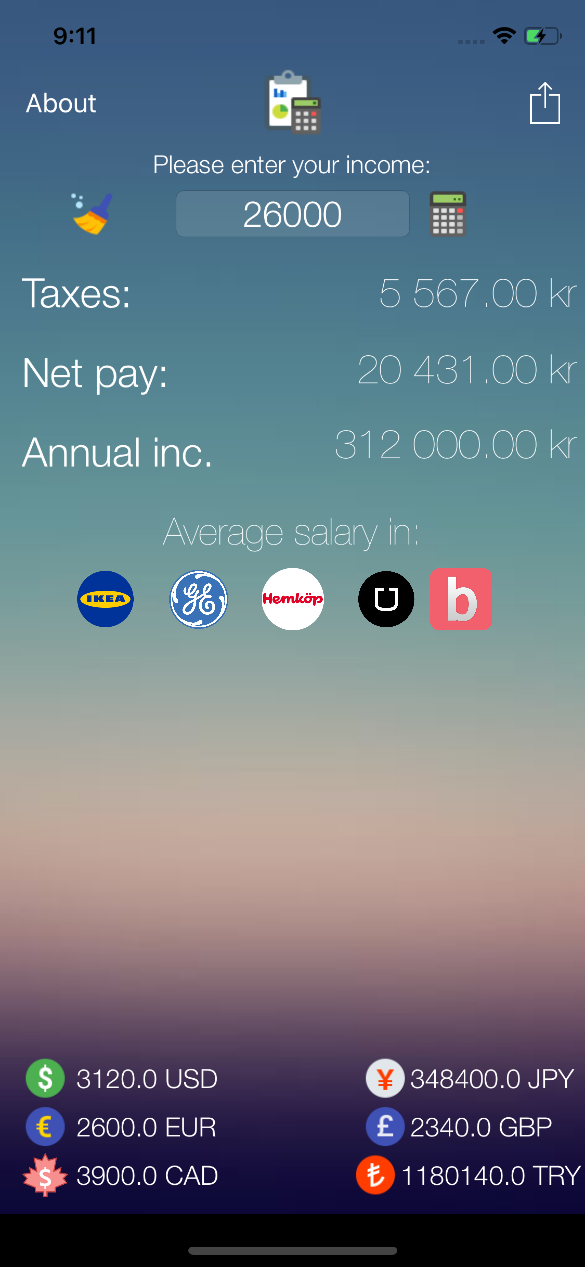 9:11
About
Please enter your income:
26000
Taxes: 5 567.00 kr
Net pay: 20 431.00 kr
Annual inc. 312 000.00 kr
Average salary in:
IKEA Hemköp b
$ 3120.0 USD ¥ 348400.0 JPY
€ 2600.0 EUR £ 2340.0 GBP
$ 3900.0 CAD ₺ 1180140.0 TRY